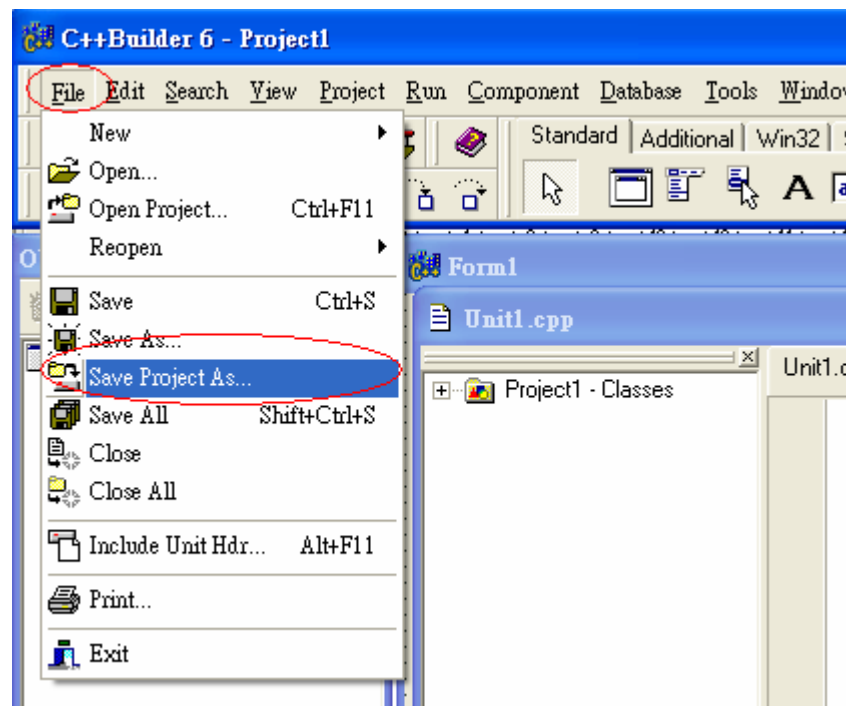 C++Builder 6 - Project1
File Edit Search View Project Run Component Database Tools
Standard Additional Win32
New
Open...
Open Project... Ctrl+F11
Reopen
Form1
Save Ctrl+S
Unit1.cpp
Save As...
Save Project As...
Project1 - Classes
Save All Shift+Ctrl+S
Close
Close All
Include Unit Hdr... Alt+F11
Print...
Exit